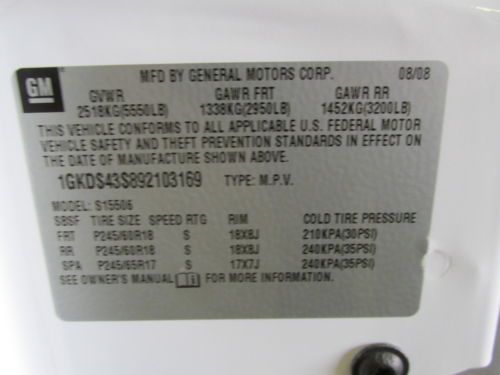 GM
MFD BY GENERAL MOTORS CORP. 08/08
GVWR GAWR FRT GAWR RR
2518KG(5550LB) 1338KG(2950LB) 1452KG(3200LB)
THIS VEHICLE CONFORMS TO ALL APPLICABLE U.S. FEDERAL MOTOR
VEHICLE SAFETY AND THEFT PREVENTION STANDARDS IN EFFECT ON
THE DATE OF MANUFACTURE SHOWN ABOVE.
1GKDS43S892103169 TYPE: M.P.V.
MODEL: S15506
SBSF TIRE SIZE SPEED RTG RIM COLD TIRE PRESSURE
FRT P245/60R18 S 18X8J 210KPA(30PSI)
RR P245/60R18 S 18X8J 240KPA(35PSI)
SPA P245/65R17 S 17X7J 240KPA(35PSI)
SEE OWNER'S MANUAL FOR MORE INFORMATION.